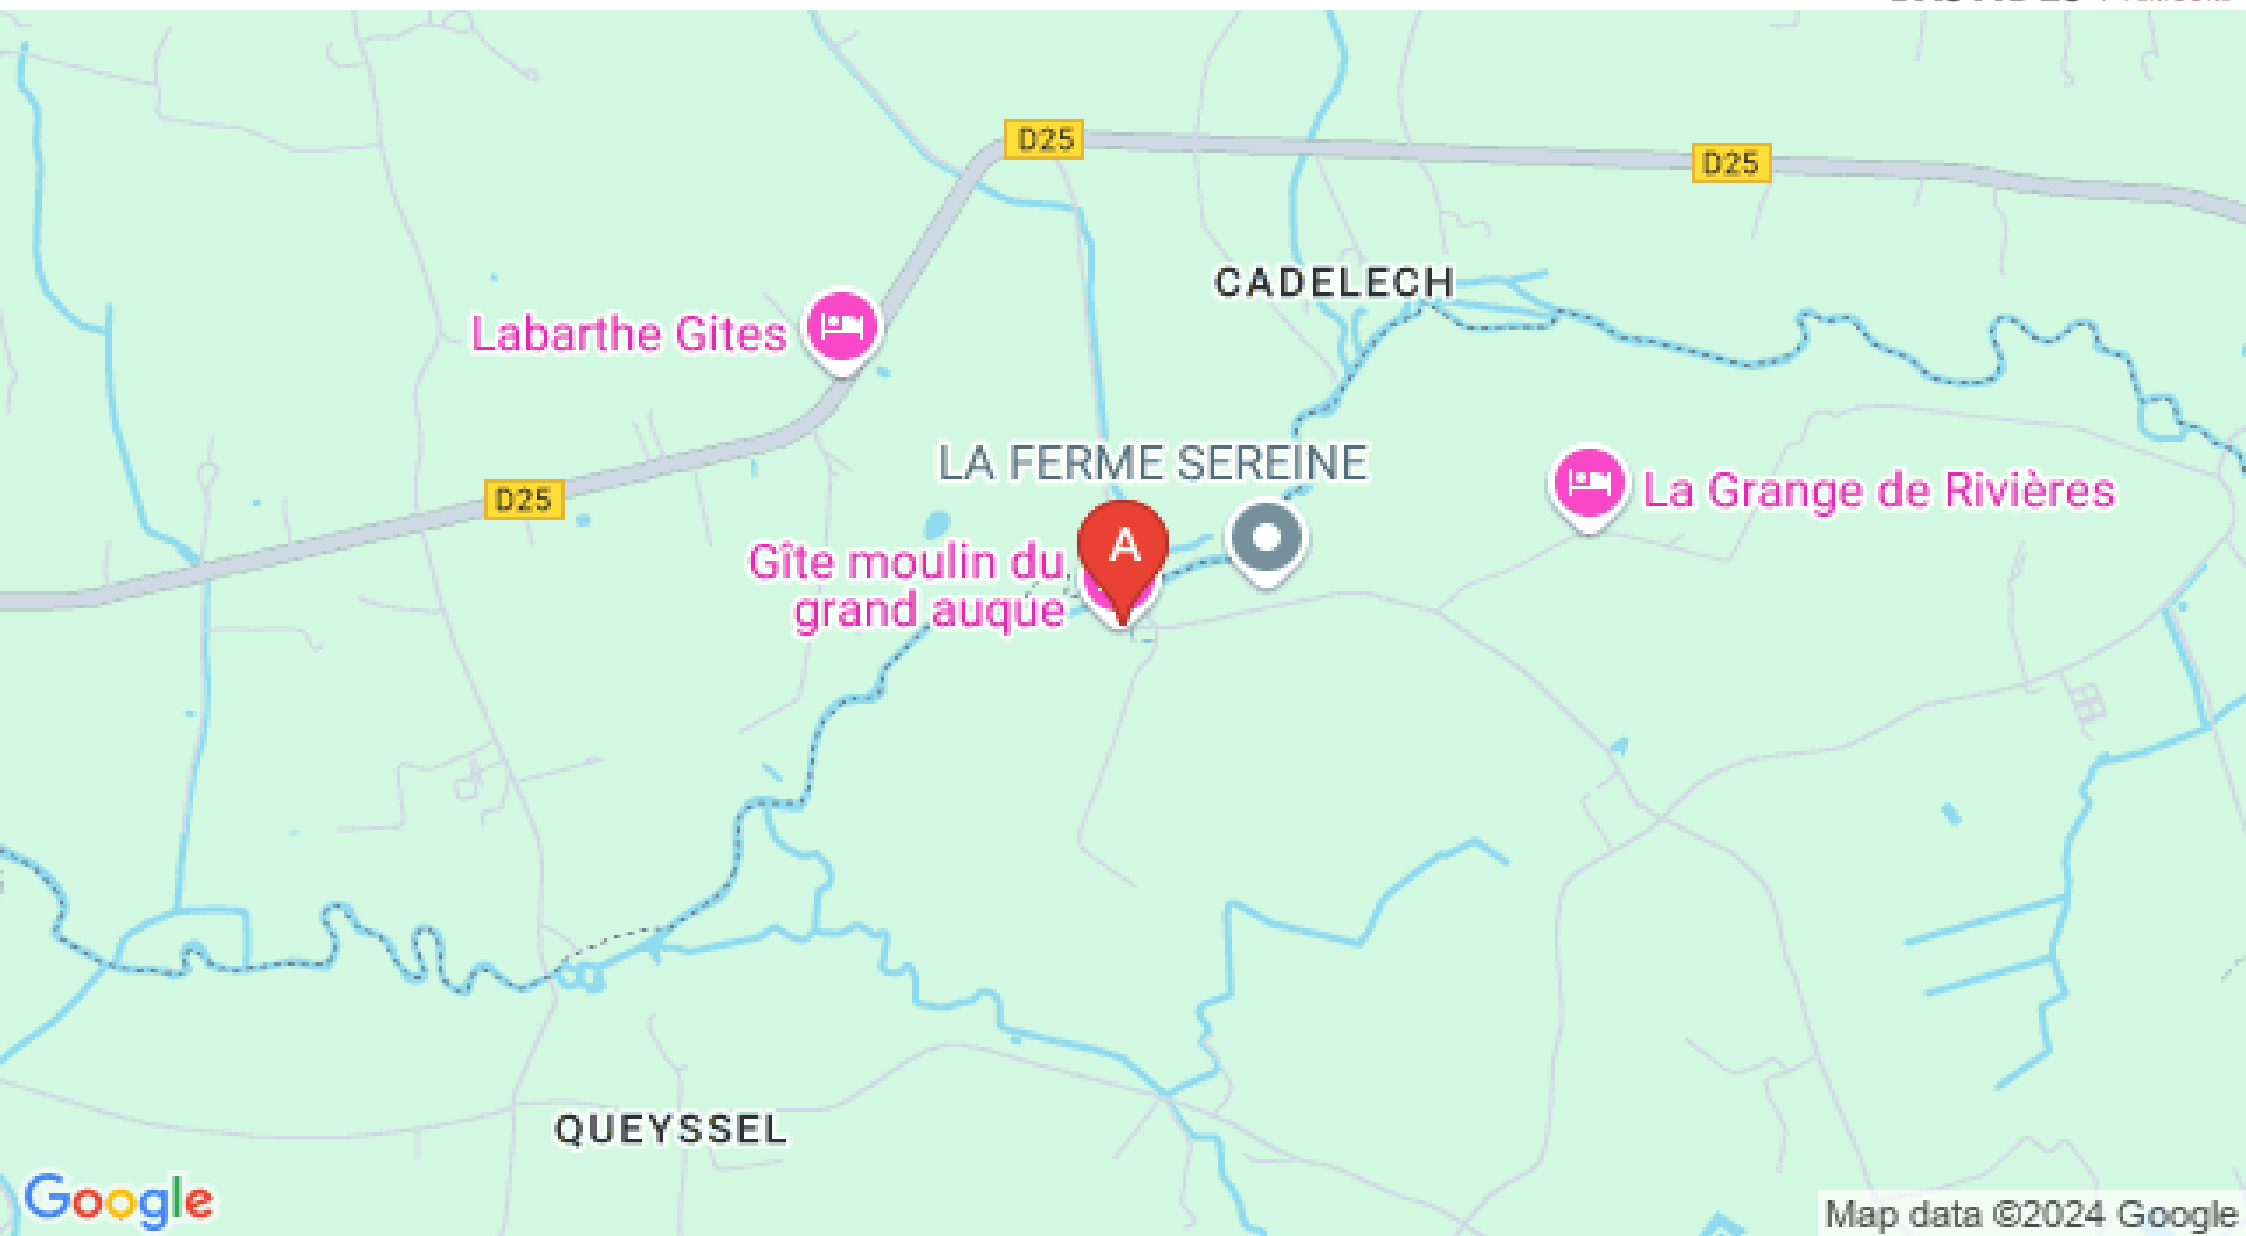 D25
D25
CADELECH
Labarthe Gites
LA FERME SEREINE
La Grange de Rivières
D25
A
Gîte moulin du
grand auque
QUEYSSEL
Google
Map data ©2024 Google